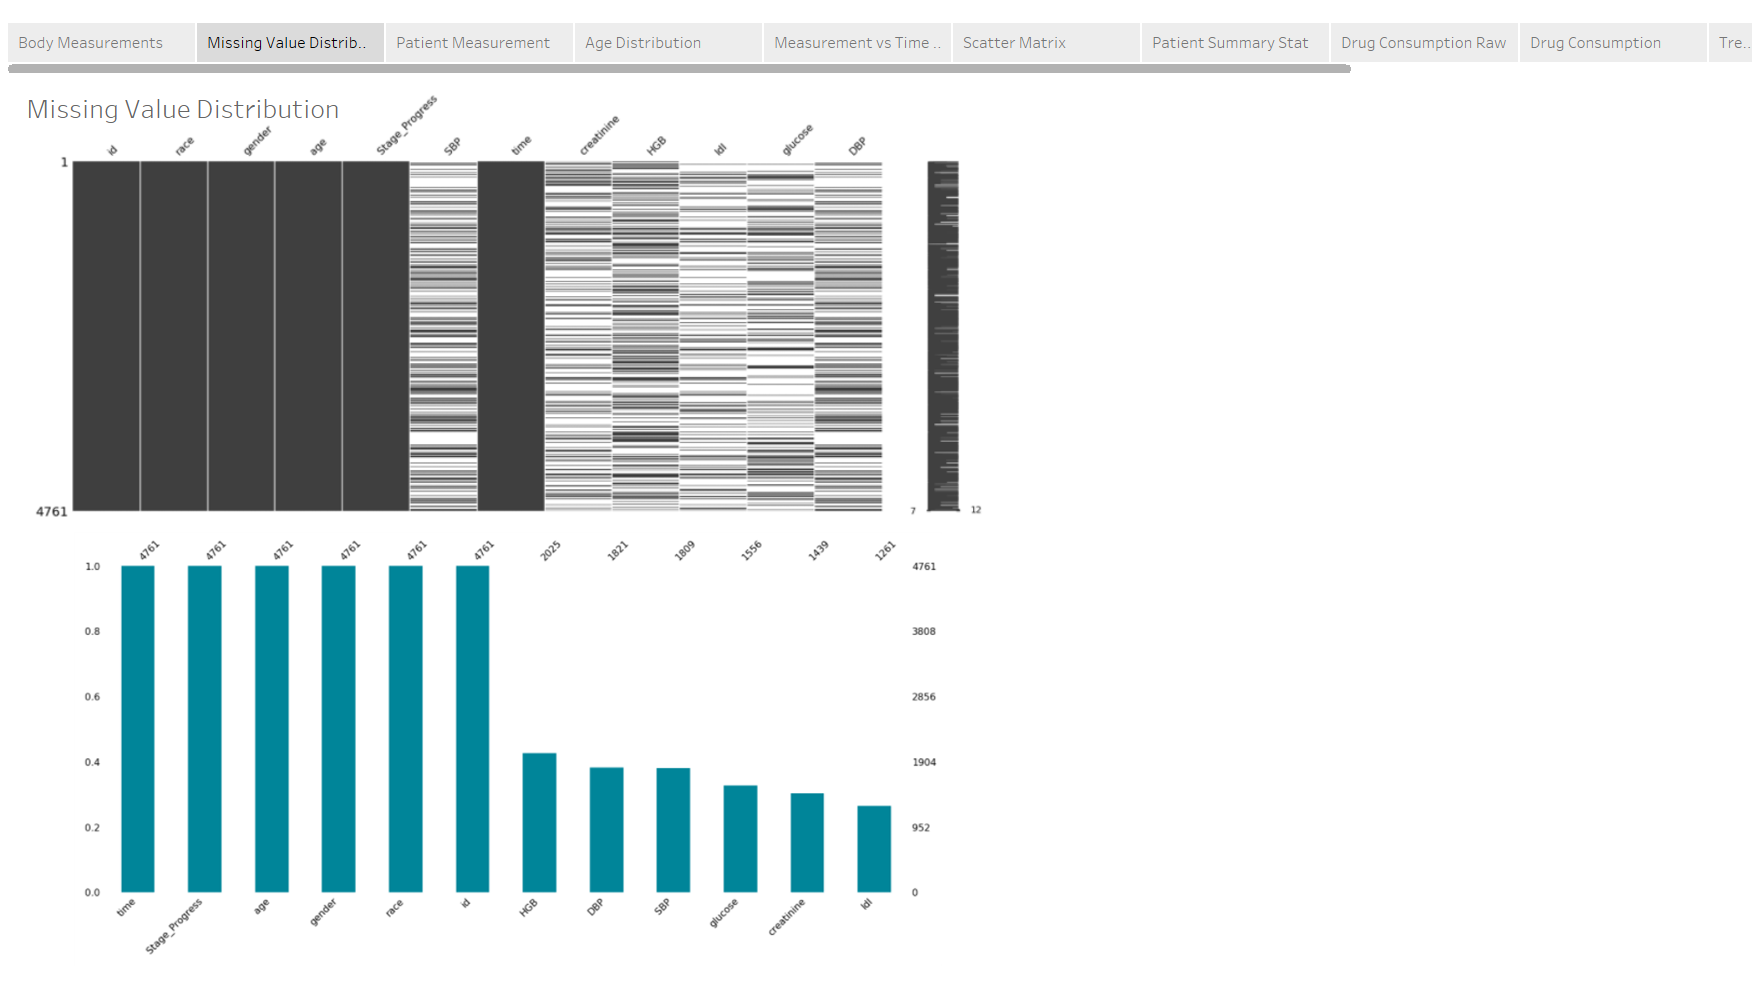 Body Measurements
Missing Value Distrib..
Patient Measurement
Age Distribution
Measurement vs Time ..
Scatter Matrix
Patient Summary Stat
Drug Consumption Raw
Drug Consumption
Tre..
Missing Value Distribution
id race gender age Stage_Progress SBP time creatinine HGB ldl glucose DBP
1
4761
7 12
4761 4761 4761 4761 4761 4761 2025 1821 1809 1556 1439 1261
1.0 4761
0.8 3808
0.6 2856
0.4 1904
0.2 952
0.0 0
time Stage_Progress age gender race id HGB DBP SBP glucose creatinine ldl